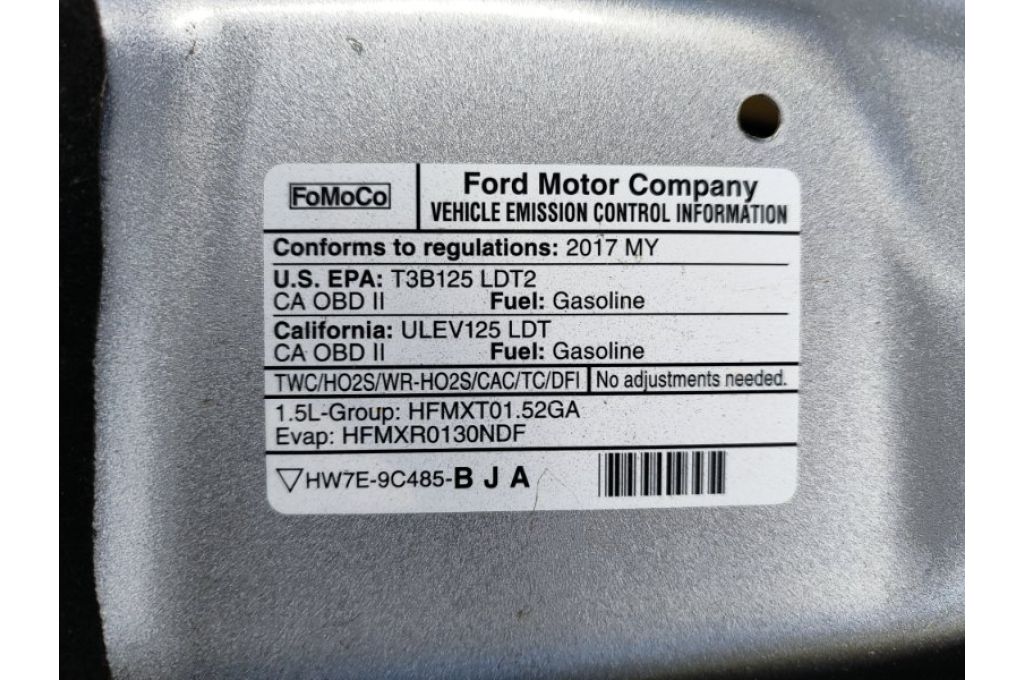 FoMoCo
Ford Motor Company
VEHICLE EMISSION CONTROL INFORMATION
Conforms to regulations: 2017 MY
U.S. EPA: T3B125 LDT2
CA OBD II Fuel: Gasoline
California: ULEV125 LDT
CA OBD II Fuel: Gasoline
TWC/HO2S/WR-HO2S/CAC/TC/DFI No adjustments needed.
1.5L-Group: HFMXT01.52GA
Evap: HFMXR0130NDF
▽HW7E-9C485-B J A